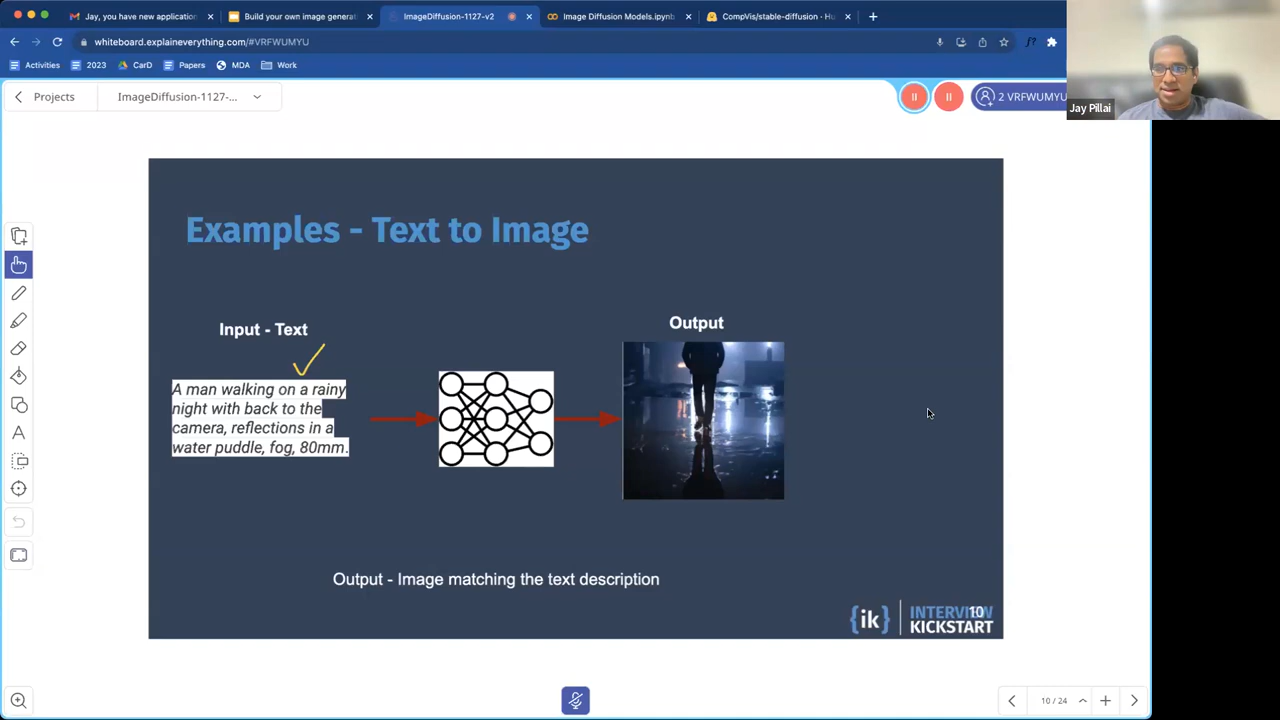 Jay, you have new application
Build your own image generat
ImageDiffusion-1127-v2
Image Diffusion Models.ipynb
CompVis/stable-diffusion · Hu
whiteboard.explaineverything.com/#VRFWUMYU
Activities
2023
CarD
Papers
MDA
Work
Projects
ImageDiffusion-1127-...
2 VRFWUMYU
Jay Pillai
Examples - Text to Image
Input - Text
Output
A man walking on a rainy
night with back to the
camera, reflections in a
water puddle, fog, 80mm.
Output - Image matching the text description
{ik}
INTERVIEW
KICKSTART
10
10 / 24